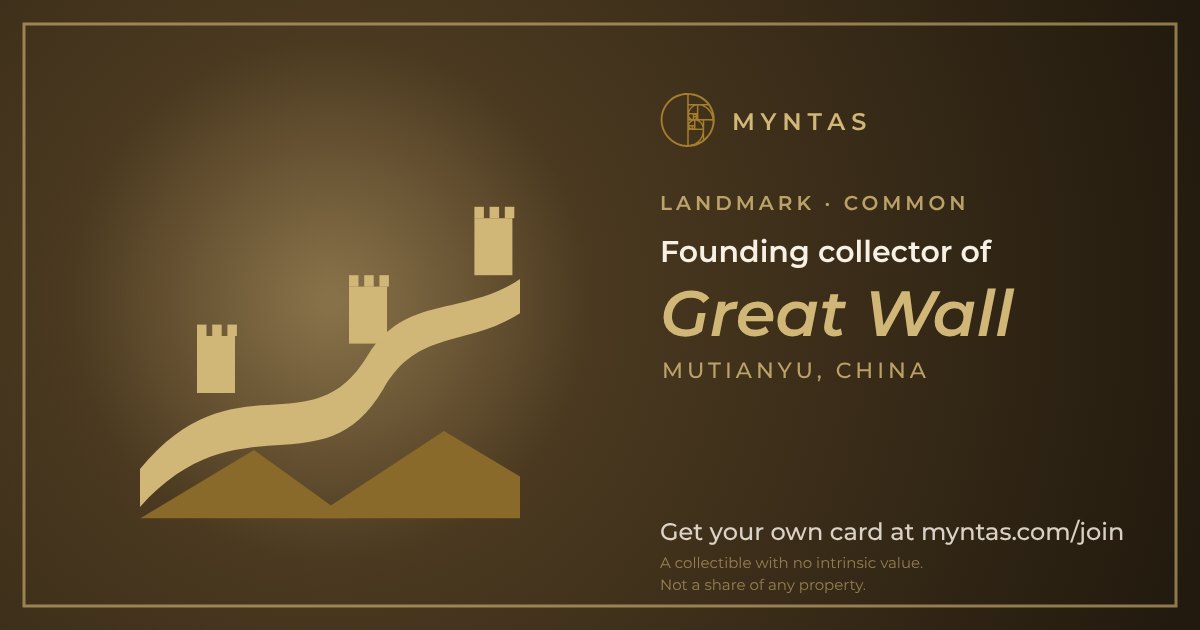 MYNTAS
LANDMARK · COMMON
Founding collector of
Great Wall
MUTIANYU, CHINA
Get your own card at myntas.com/join
A collectible with no intrinsic value.
Not a share of any property.